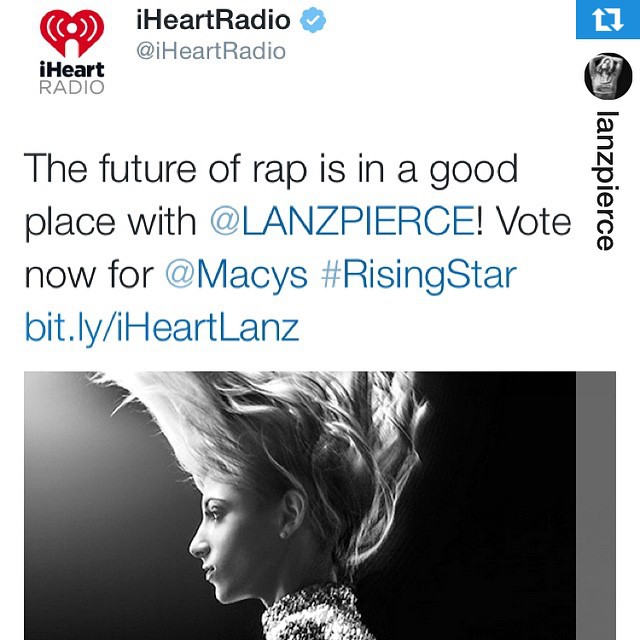 iHeart
RADIO
iHeartRadio
@iHeartRadio
The future of rap is in a good
place with @LANZPIERCE! Vote
now for @Macys #RisingStar
bit.ly/iHeartLanz
lanzpierce